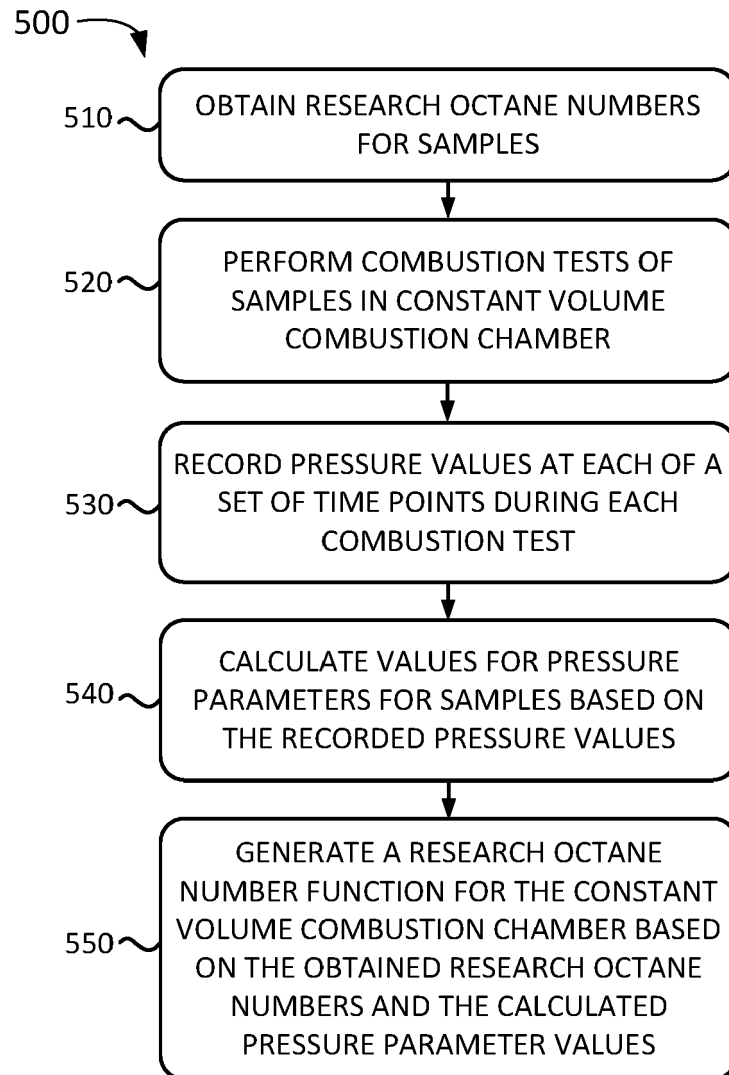 500
510
OBTAIN RESEARCH OCTANE NUMBERS
FOR SAMPLES
520
PERFORM COMBUSTION TESTS OF
SAMPLES IN CONSTANT VOLUME
COMBUSTION CHAMBER
530
RECORD PRESSURE VALUES AT EACH OF A
SET OF TIME POINTS DURING EACH
COMBUSTION TEST
540
CALCULATE VALUES FOR PRESSURE
PARAMETERS FOR SAMPLES BASED ON
THE RECORDED PRESSURE VALUES
550
GENERATE A RESEARCH OCTANE
NUMBER FUNCTION FOR THE CONSTANT
VOLUME COMBUSTION CHAMBER BASED
ON THE OBTAINED RESEARCH OCTANE
NUMBERS AND THE CALCULATED
PRESSURE PARAMETER VALUES